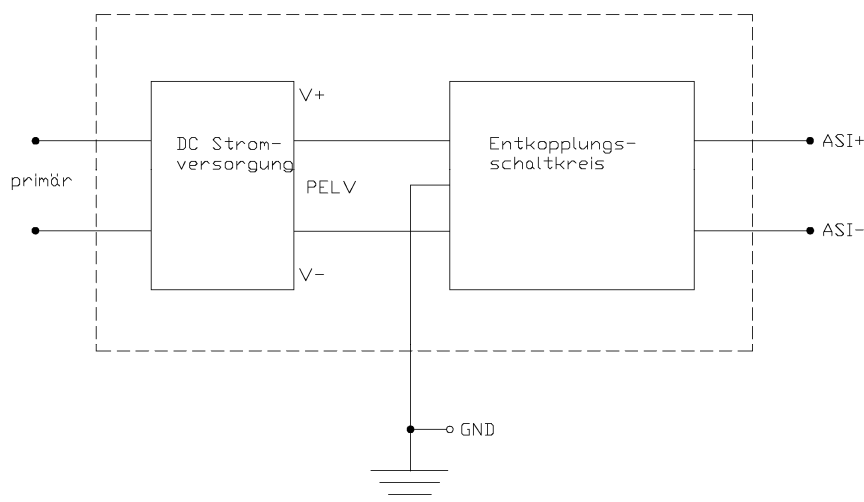 V+
DC Strom-
versorgung
Entkopplungs-
schaltkreis
ASI+
primär
PELV
ASI-
V-
GND